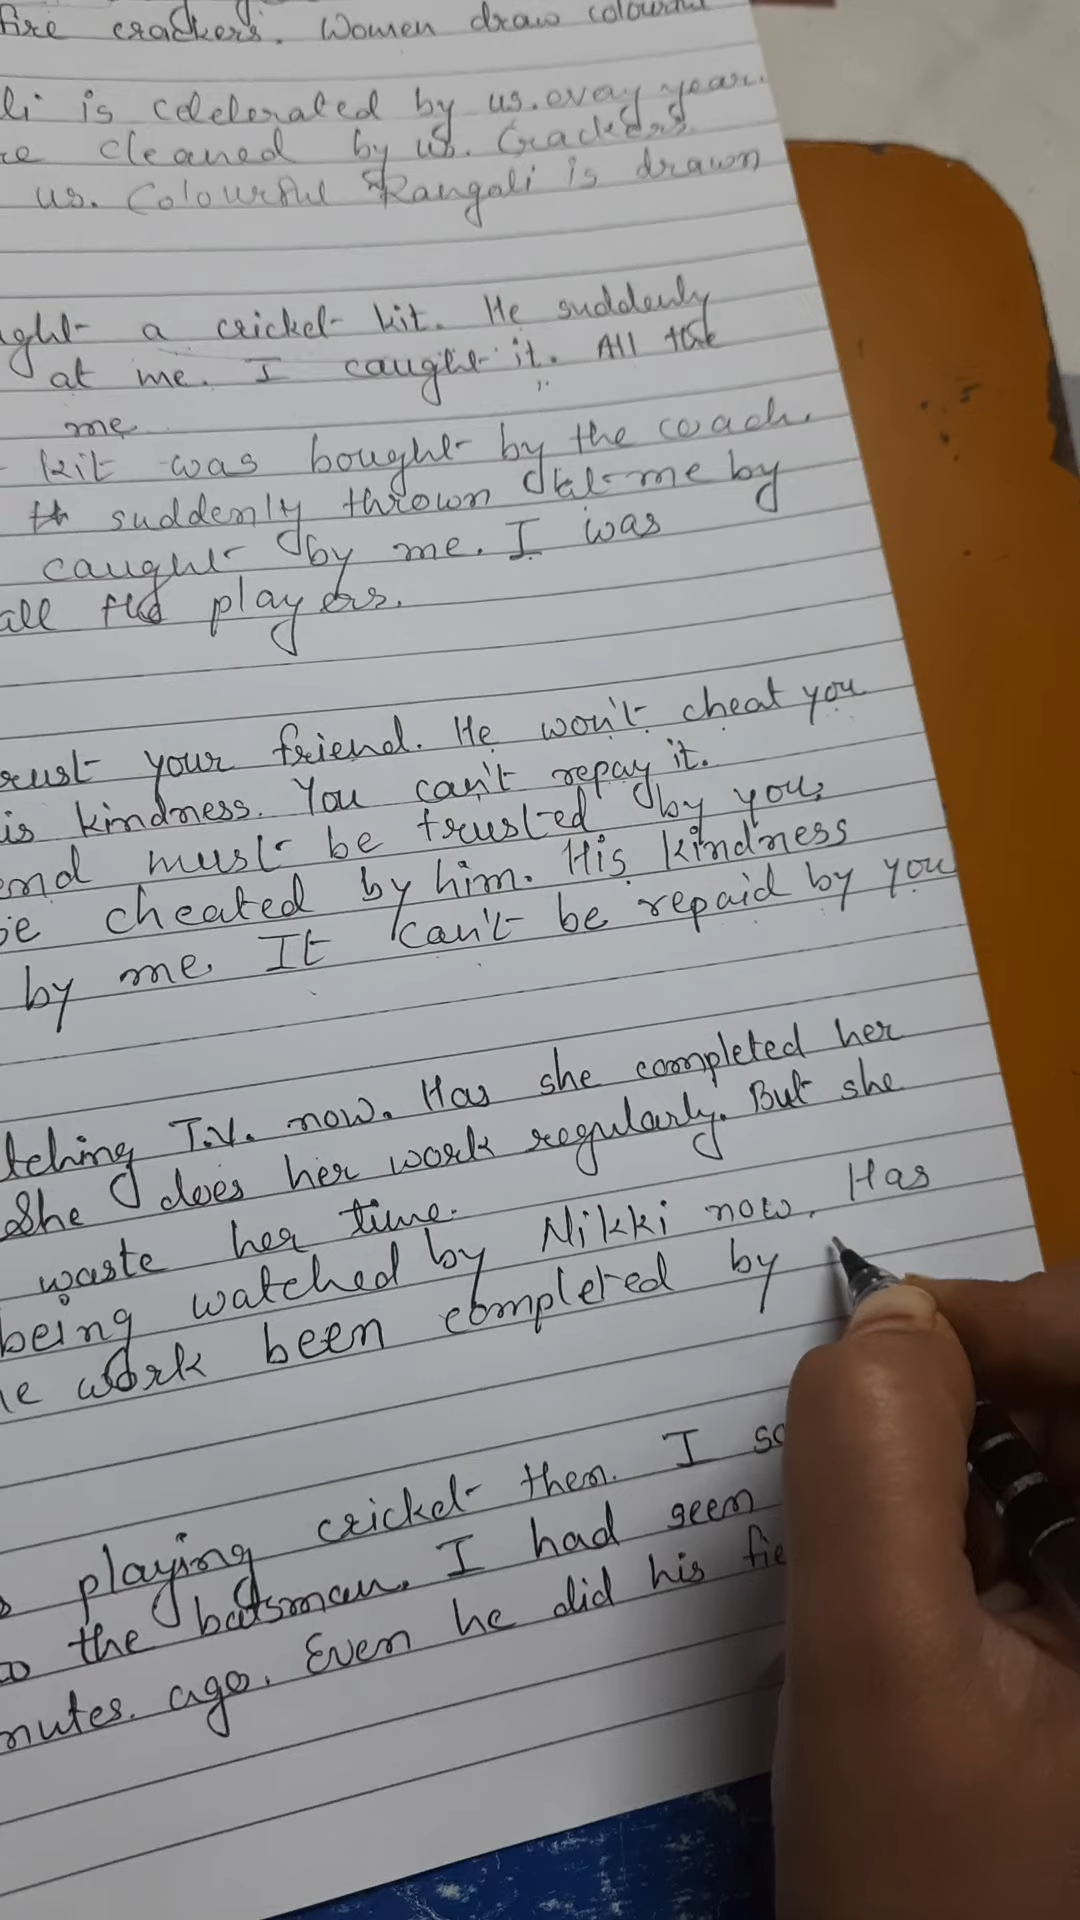 fire crackers. Women draw colourful
li is celebrated by us. every year.
re cleaned by us. Crackers
us. Colourful Rangoli is drawn
ght a cricket kit. He suddenly
at me. I caught it. All the
me
kit was bought by the coach.
suddenly thrown at me by
caught by me. I was
all the players.
rust your friend. He won't cheat you
is kindness. You can't repay it.
end must be trusted by you.
be cheated by him. His kindness
by me. It can't be repaid by you
tching T.V. now. Has she completed her
She does her work regularly. But she
waste her time.
being watched by Nikki now. Has
e work been completed by
playing cricket then. I
to the batsman. I had seen
nutes. ago. Even he did his fie